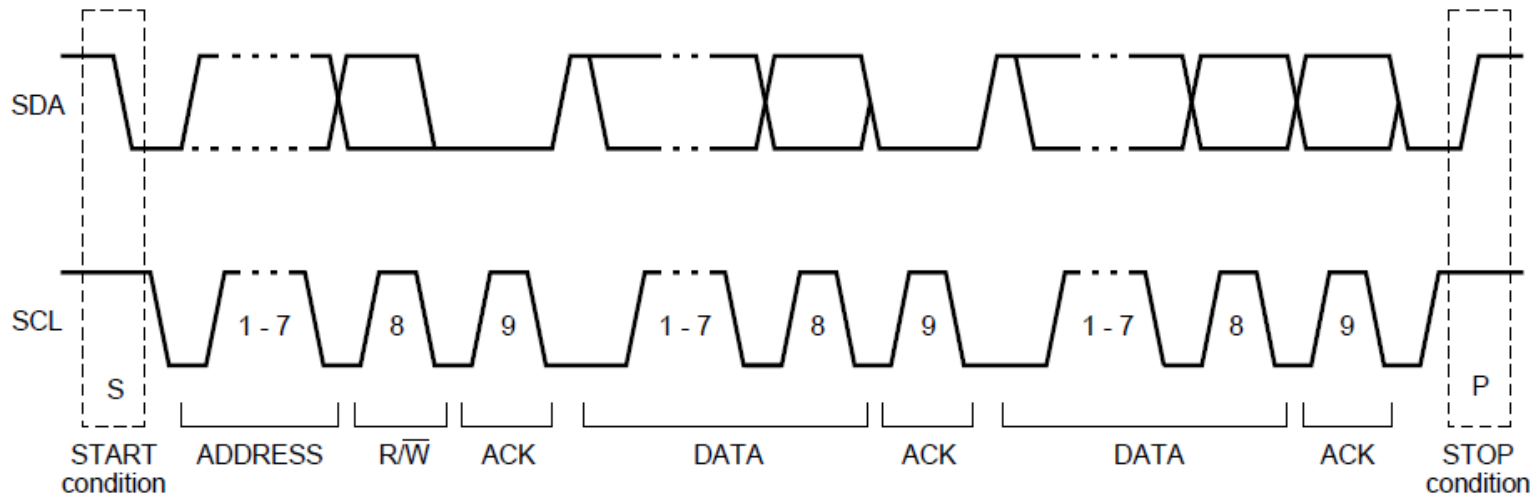 SDA
SCL
1 - 7
8
9
1 - 7
8
9
1 - 7
8
9
S
P
START
condition
ADDRESS
R/W̅
ACK
DATA
ACK
DATA
ACK
STOP
condition